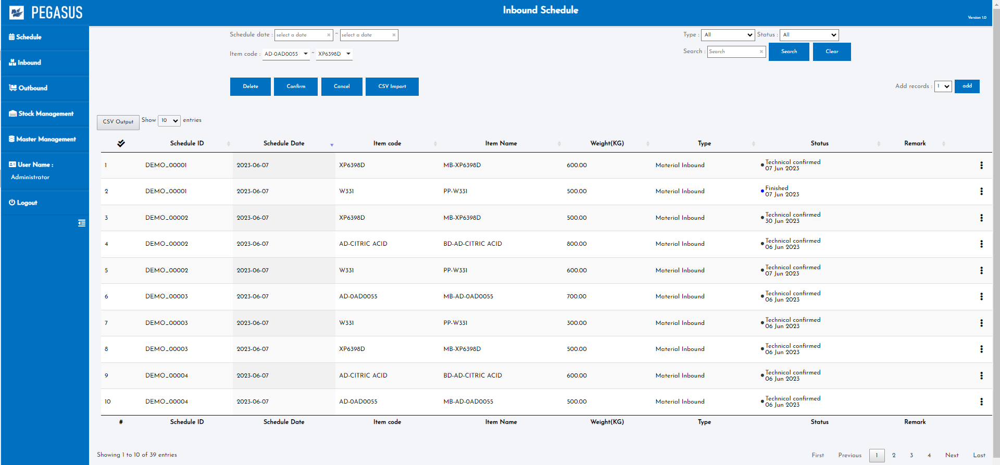 PEGASUS
Inbound Schedule
Version 1.0
Schedule
Inbound
Outbound
Stock Management
Master Management
User Name :
Administrator
Logout
Schedule date : select a date × ~ select a date ×
Type : All Status : All
Item code : AD-0AD0055 ~ XP6398D
Search : Search × Search Clear
Delete Confirm Cancel CSV Import
Add records : 1 add
CSV Output Show 10 entries
Schedule ID Schedule Date Item code Item Name Weight(KG) Type Status Remark
1 DEMO_00001 2023-06-07 XP6398D MB-XP6398D 600.00 Material Inbound Technical confirmed
07 Jun 2023
2 DEMO_00001 2023-06-07 W331 PP-W331 500.00 Material Inbound Finished
07 Jun 2023
3 DEMO_00002 2023-06-07 XP6398D MB-XP6398D 500.00 Material Inbound Technical confirmed
30 Jun 2023
4 DEMO_00002 2023-06-07 AD-CITRIC ACID BD-AD-CITRIC ACID 800.00 Material Inbound Technical confirmed
06 Jun 2023
5 DEMO_00002 2023-06-07 W331 PP-W331 600.00 Material Inbound Technical confirmed
07 Jun 2023
6 DEMO_00003 2023-06-07 AD-0AD0055 MB-AD-0AD0055 700.00 Material Inbound Technical confirmed
06 Jun 2023
7 DEMO_00003 2023-06-07 W331 PP-W331 300.00 Material Inbound Technical confirmed
06 Jun 2023
8 DEMO_00003 2023-06-07 XP6398D MB-XP6398D 500.00 Material Inbound Technical confirmed
06 Jun 2023
9 DEMO_00004 2023-06-07 AD-CITRIC ACID BD-AD-CITRIC ACID 600.00 Material Inbound Technical confirmed
06 Jun 2023
10 DEMO_00004 2023-06-07 AD-0AD0055 MB-AD-0AD0055 500.00 Material Inbound Technical confirmed
06 Jun 2023
# Schedule ID Schedule Date Item code Item Name Weight(KG) Type Status Remark
Showing 1 to 10 of 39 entries
First Previous 1 2 3 4 Next Last